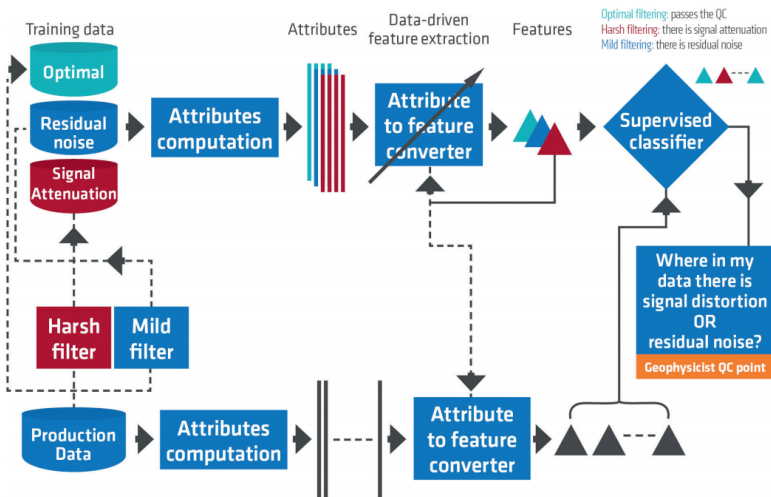 Training data
Attributes
Data-driven
feature extraction
Features
Optimal filtering: passes the QC
Harsh filtering: there is signal attenuation
Mild filtering: there is residual noise
Optimal
Residual
noise
Signal
Attenuation
Attributes
computation
Attribute
to feature
converter
Supervised
classifier
Where in my
data there is
signal distortion
OR
residual noise?
Geophysicist QC point
Harsh
filter
Mild
filter
Production
Data
Attributes
computation
Attribute
to feature
converter